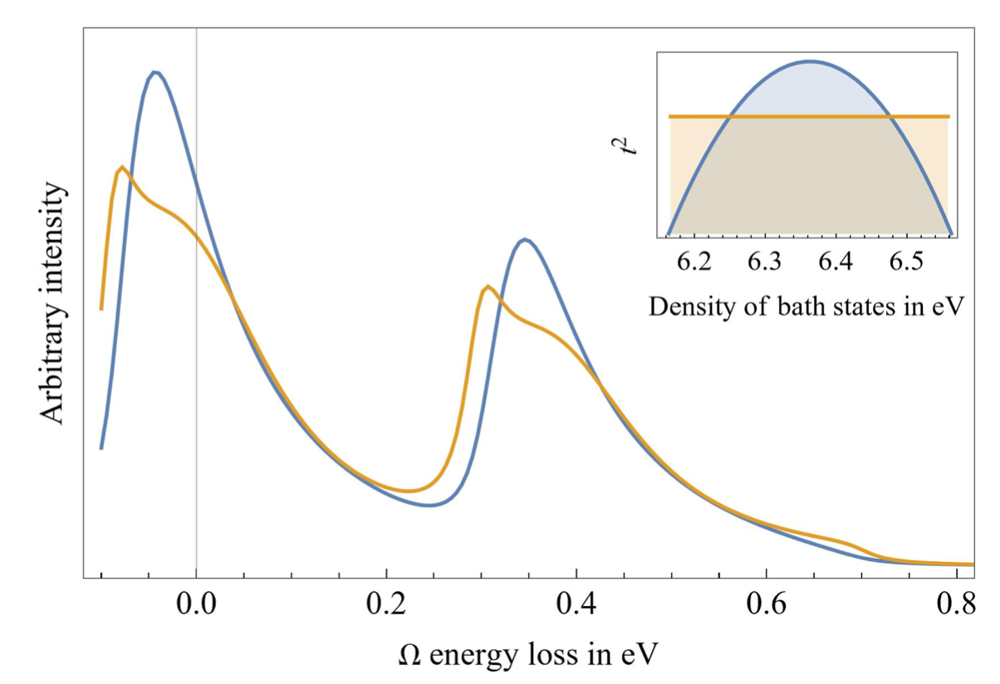 Arbitrary intensity
t2
6.2 6.3 6.4 6.5
Density of bath states in eV
0.0 0.2 0.4 0.6 0.8
Ω energy loss in eV